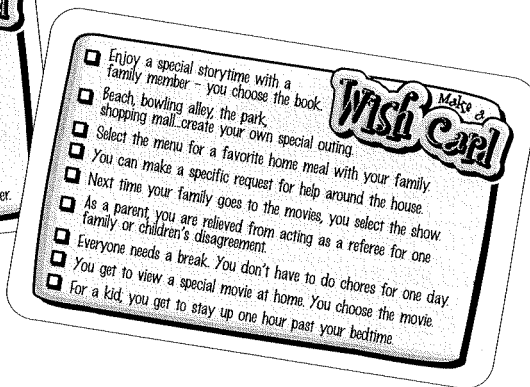 Make a
Wish Card
Enjoy a special storytime with a
family member - you choose the book.
Beach, bowling alley, the park,
shopping mall...create your own special outing.
Select the menu for a favorite home meal with your family.
You can make a specific request for help around the house.
Next time your family goes to the movies, you select the show.
As a parent, you are relieved from acting as a referee for one
family or children's disagreement.
Everyone needs a break. You don't have to do chores for one day.
You get to view a special movie at home. You choose the movie.
For a kid, you get to stay up one hour past your bedtime.